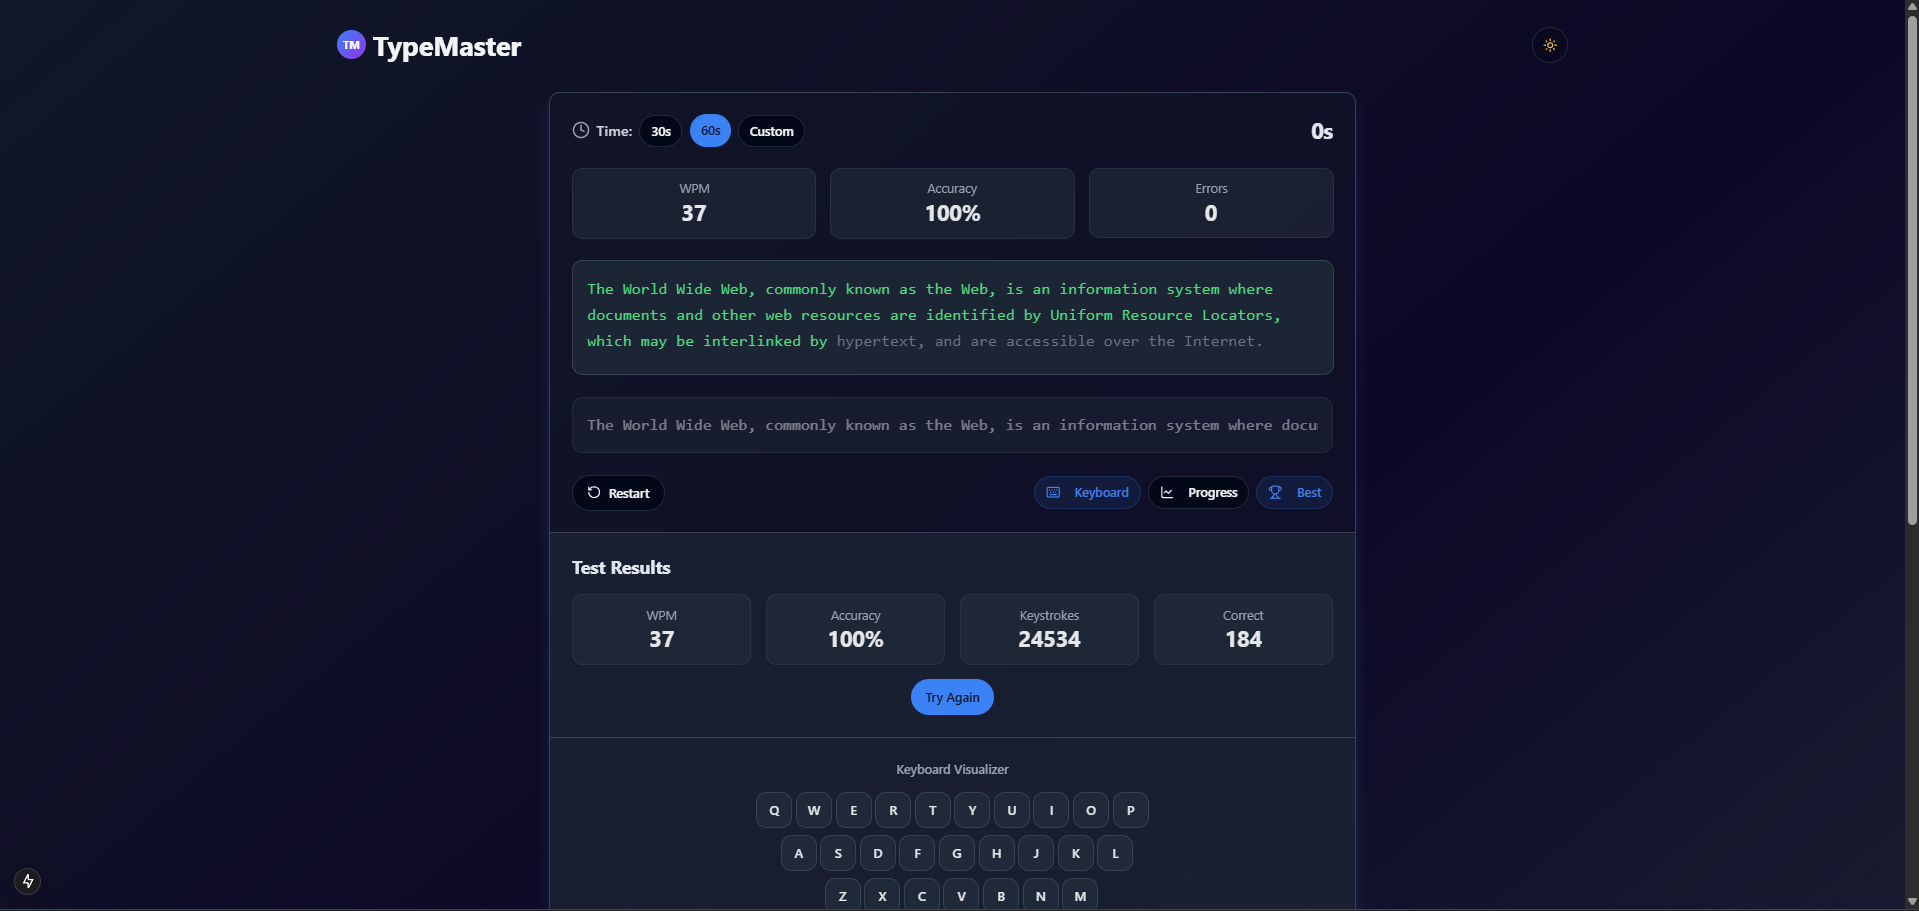 TM TypeMaster
Time: 30s 60s Custom 0s
WPM Accuracy Errors
37 100% 0
The World Wide Web, commonly known as the Web, is an information system where
documents and other web resources are identified by Uniform Resource Locators,
which may be interlinked by hypertext, and are accessible over the Internet.
The World Wide Web, commonly known as the Web, is an information system where docu
Restart Keyboard Progress Best
Test Results
WPM Accuracy Keystrokes Correct
37 100% 24534 184
Try Again
Keyboard Visualizer
Q W E R T Y U I O P
A S D F G H J K L
Z X C V B N M